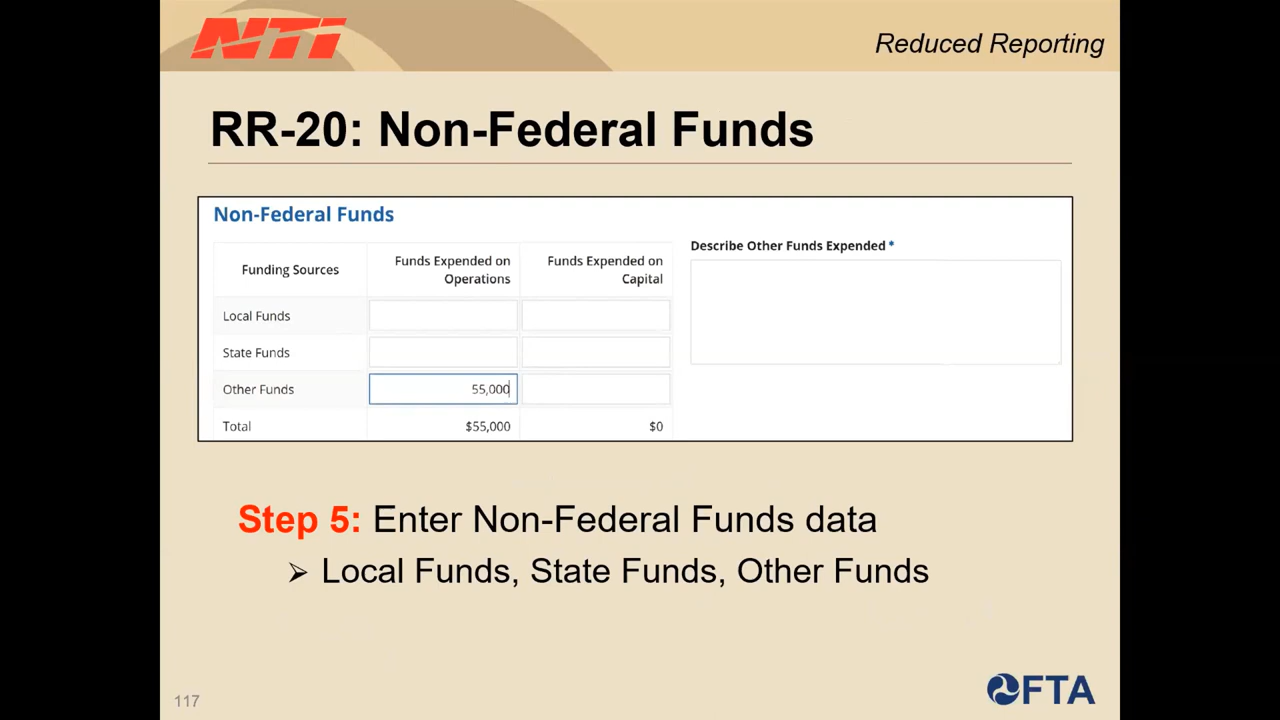 NTI
Reduced Reporting
RR-20: Non-Federal Funds
Non-Federal Funds
Funding Sources
Funds Expended on
Operations
Funds Expended on
Capital
Describe Other Funds Expended *
Local Funds
State Funds
Other Funds 55,000
Total $55,000 $0
Step 5: Enter Non-Federal Funds data
➢ Local Funds, State Funds, Other Funds
117
FTA